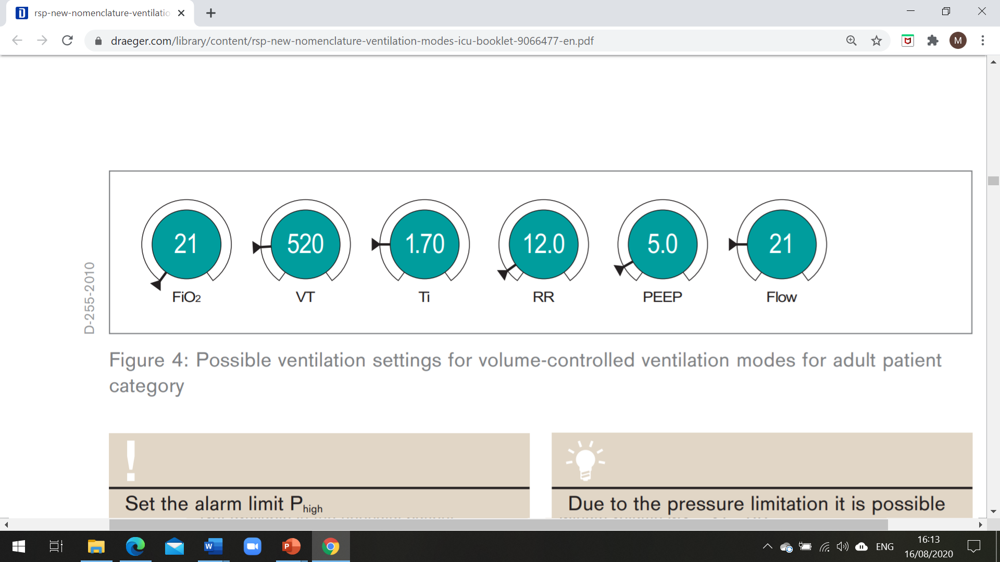 rsp-new-nomenclature-ventilatio
draeger.com/library/content/rsp-new-nomenclature-ventilation-modes-icu-booklet-9066477-en.pdf
M
D-255-2010
21 520 1.70 12.0 5.0 21
FiO2 VT Ti RR PEEP Flow
Figure 4: Possible ventilation settings for volume-controlled ventilation modes for adult patient
category
!
Set the alarm limit Phigh
Due to the pressure limitation it is possible
ENG
16:13
16/08/2020